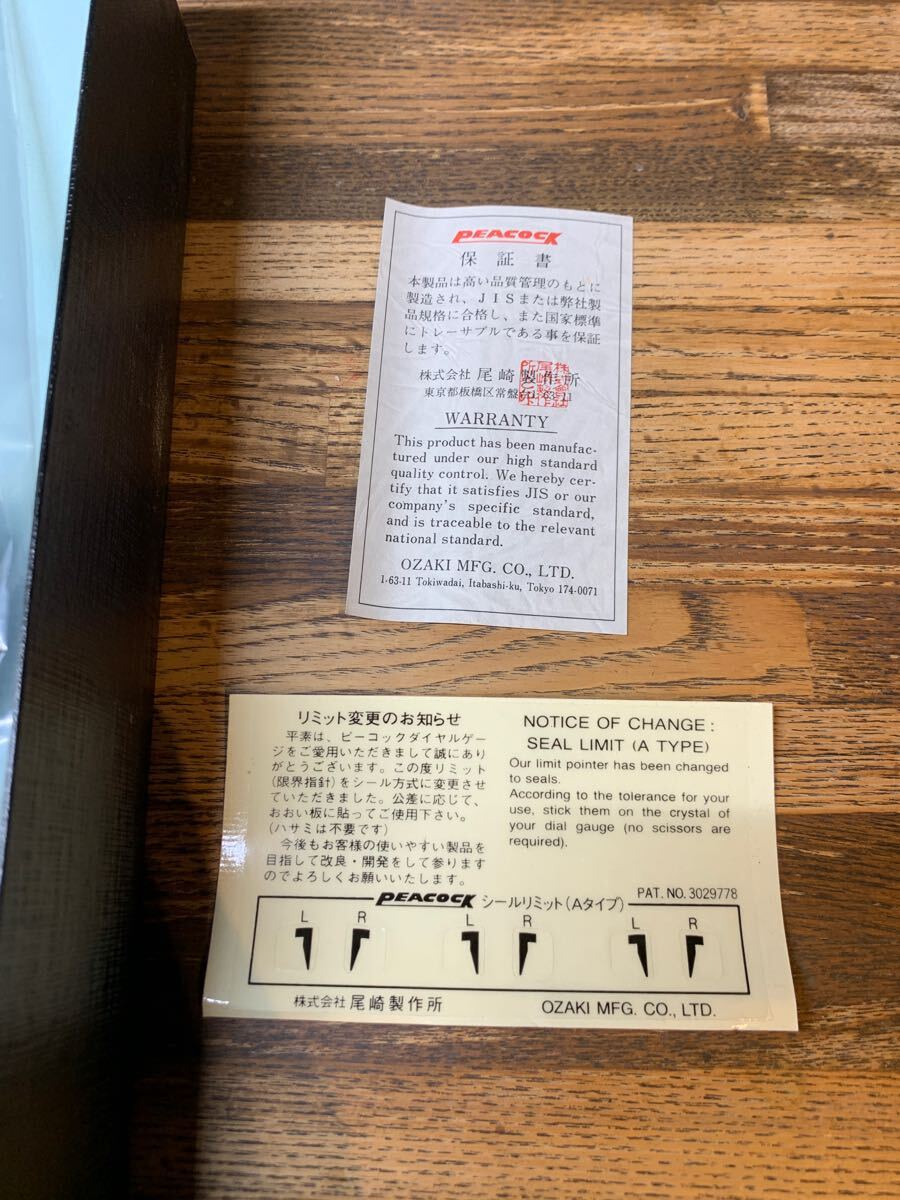 PEACOCK
保証書
本製品は高い品質管理のもとに
製造され、JISまたは弊社製
品規格に合格し、また国家標準
にトレーサブルである事を保証
します。
株式会社 尾崎製作所
東京都板橋区常盤台1-63-11
WARRANTY
This product has been manufac-
tured under our high standard
quality control. We hereby cer-
tify that it satisfies JIS or our
company's specific standard,
and is traceable to the relevant
national standard.
OZAKI MFG. CO., LTD.
1-63-11 Tokiwadai, Itabashi-ku, Tokyo 174-0071
リミット変更のお知らせ
平素は、ピーコックダイヤルゲー
ジをご愛用いただきまして誠にあり
がとうございます。この度リミット
(限界指針)をシール方式に変更させ
ていただきました。公差に応じて、
おおい板に貼ってご使用下さい。
(ハサミは不要です)
今後もお客様の使いやすい製品を
目指して改良・開発をして参ります
のでよろしくお願いいたします。
NOTICE OF CHANGE:
SEAL LIMIT (A TYPE)
Our limit pointer has been changed
to seals.
According to the tolerance for your
use, stick them on the crystal of
your dial gauge (no scissors are
required).
PEACOCK シールリミット(Aタイプ) PAT. NO. 3029778
L R L R L R
株式会社 尾崎製作所 OZAKI MFG. CO., LTD.